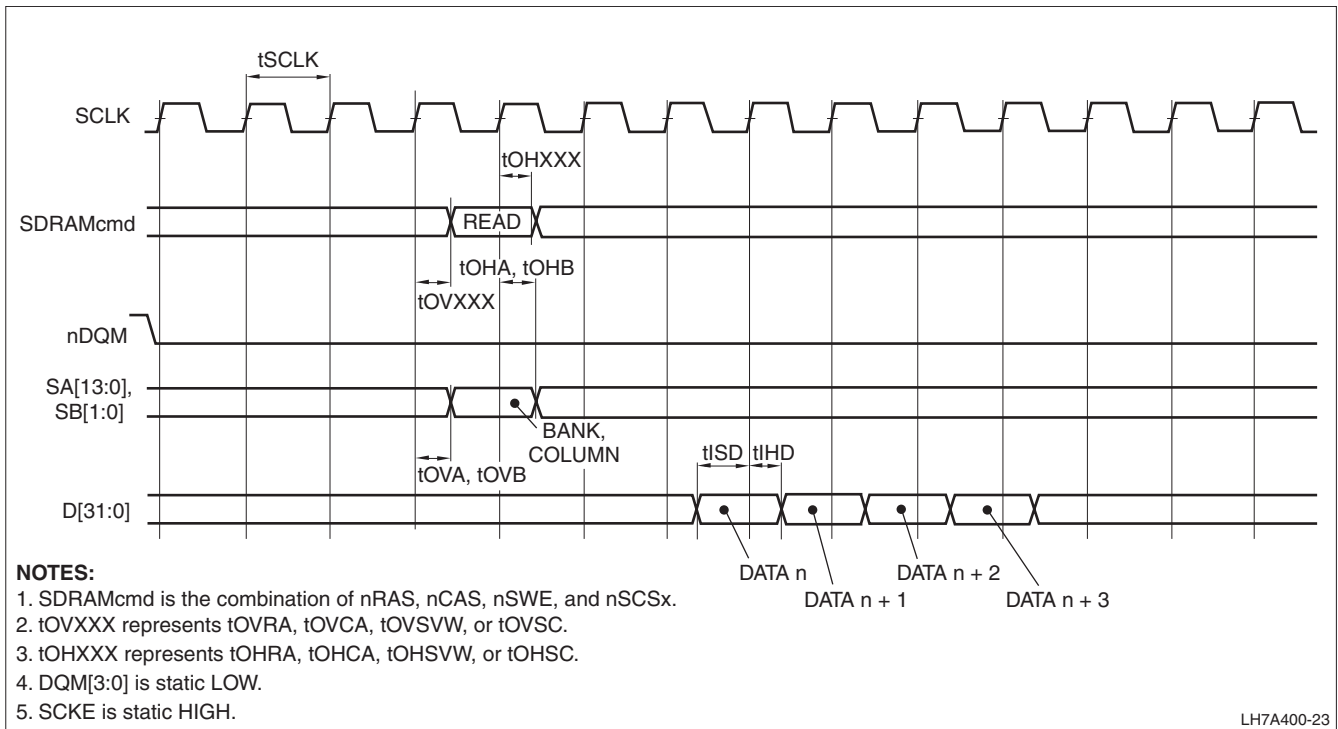 tSCLK
SCLK
tOHXXX
SDRAMcmd
READ
tOHA, tOHB
tOVXXX
nDQM
SA[13:0],
SB[1:0]
BANK,
COLUMN
tISD
tIHD
tOVA, tOVB
D[31:0]
DATA n
DATA n + 2
DATA n + 1
DATA n + 3
NOTES:
1. SDRAMcmd is the combination of nRAS, nCAS, nSWE, and nSCSx.
2. tOVXXX represents tOVRA, tOVCA, tOVSVW, or tOVSC.
3. tOHXXX represents tOHRA, tOHCA, tOHSVW, or tOHSC.
4. DQM[3:0] is static LOW.
5. SCKE is static HIGH.
LH7A400-23